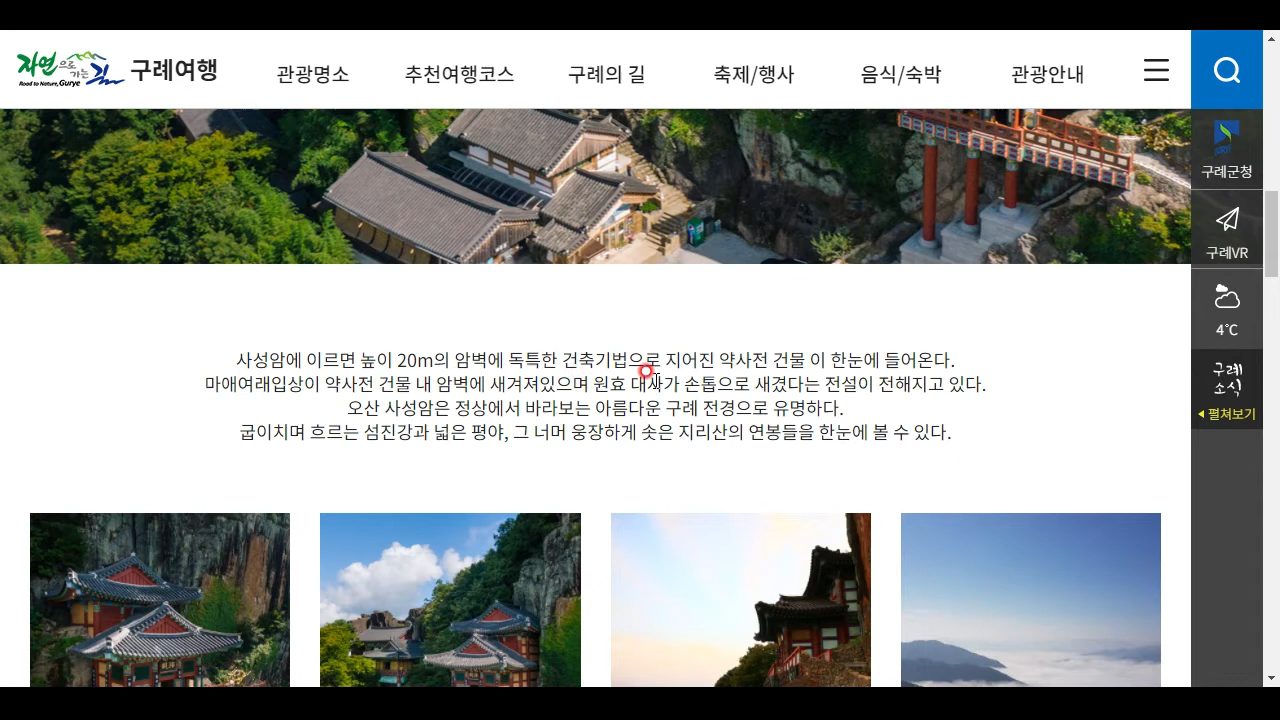 자연으로 가는 길
Road to Nature, Gurye
구례여행
관광명소
추천여행코스
구례의 길
축제/행사
음식/숙박
관광안내
구례군청
구례VR
4℃
구례
소식
펼쳐보기
사성암에 이르면 높이 20m의 암벽에 독특한 건축기법으로 지어진 약사전 건물 이 한눈에 들어온다.
마애여래입상이 약사전 건물 내 암벽에 새겨져있으며 원효 대사가 손톱으로 새겼다는 전설이 전해지고 있다.
오산 사성암은 정상에서 바라보는 아름다운 구례 전경으로 유명하다.
굽이치며 흐르는 섬진강과 넓은 평야, 그 너머 웅장하게 솟은 지리산의 연봉들을 한눈에 볼 수 있다.